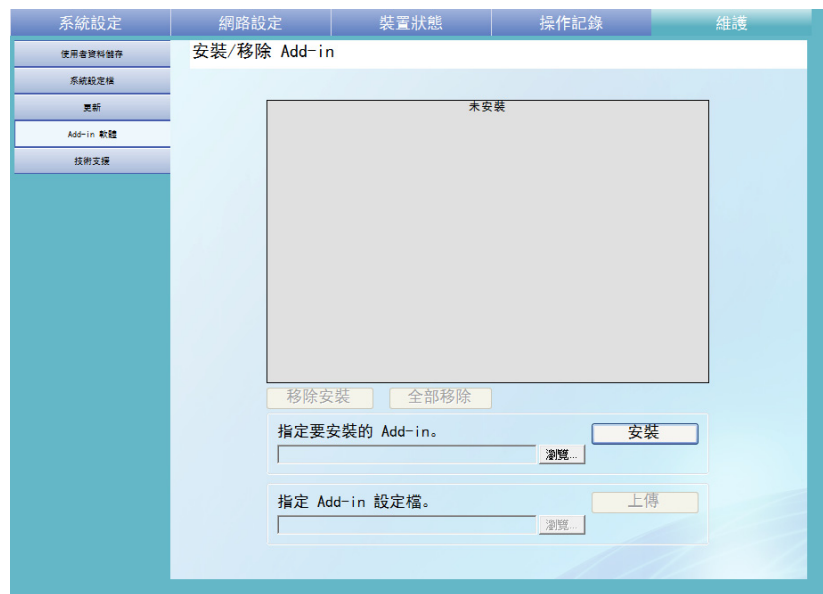 系統設定 網路設定 裝置狀態 操作記錄 維護
使用者資料儲存
系統設定檔
更新
Add-in 軟體
技術支援
安裝/移除 Add-in
未安裝
移除安裝 全部移除
指定要安裝的 Add-in。 安裝
瀏覽...
指定 Add-in 設定檔。 上傳
瀏覽...